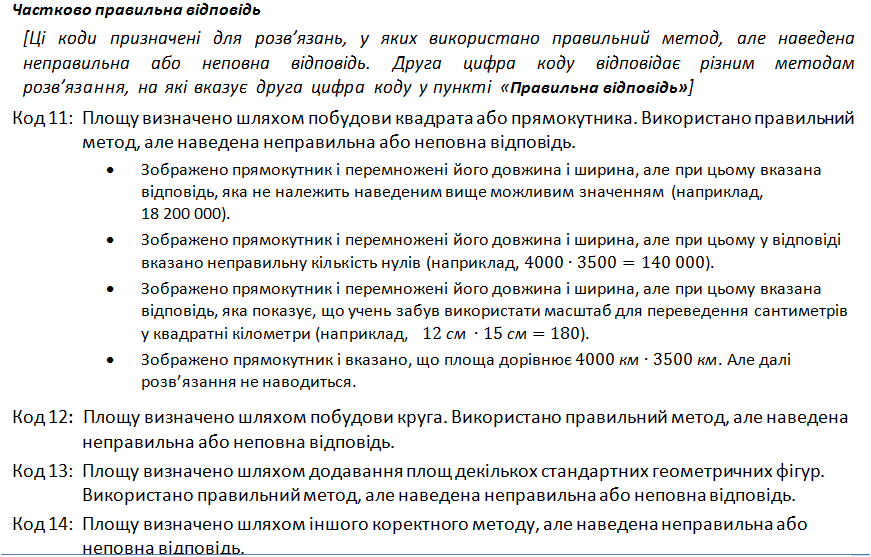 Частково правильна відповідь
[Ці коди призначені для розв’язань, у яких використано правильний метод, але наведена
неправильна або неповна відповідь. Друга цифра коду відповідає різним методам
розв’язання, на які вказує друга цифра коду у пункті «Правильна відповідь»]
Код 11: Площу визначено шляхом побудови квадрата або прямокутника. Використано правильний
метод, але наведена неправильна або неповна відповідь.
• Зображено прямокутник і перемножені його довжина і ширина, але при цьому вказана
відповідь, яка не належить наведеним вище можливим значенням (наприклад,
18 200 000).
• Зображено прямокутник і перемножені його довжина і ширина, але при цьому у відповіді
вказано неправильну кількість нулів (наприклад, 4000 · 3500 = 140 000).
• Зображено прямокутник і перемножені його довжина і ширина, але при цьому вказана
відповідь, яка показує, що учень забув використати масштаб для переведення сантиметрів
у квадратні кілометри (наприклад, 12 см · 15 см = 180).
• Зображено прямокутник і вказано, що площа дорівнює 4000 км · 3500 км. Але далі
розв’язання не наводиться.
Код 12: Площу визначено шляхом побудови круга. Використано правильний метод, але наведена
неправильна або неповна відповідь.
Код 13: Площу визначено шляхом додавання площ декількох стандартних геометричних фігур.
Використано правильний метод, але наведена неправильна або неповна відповідь.
Код 14: Площу визначено шляхом іншого коректного методу, але наведена неправильна або
неповна відповідь.